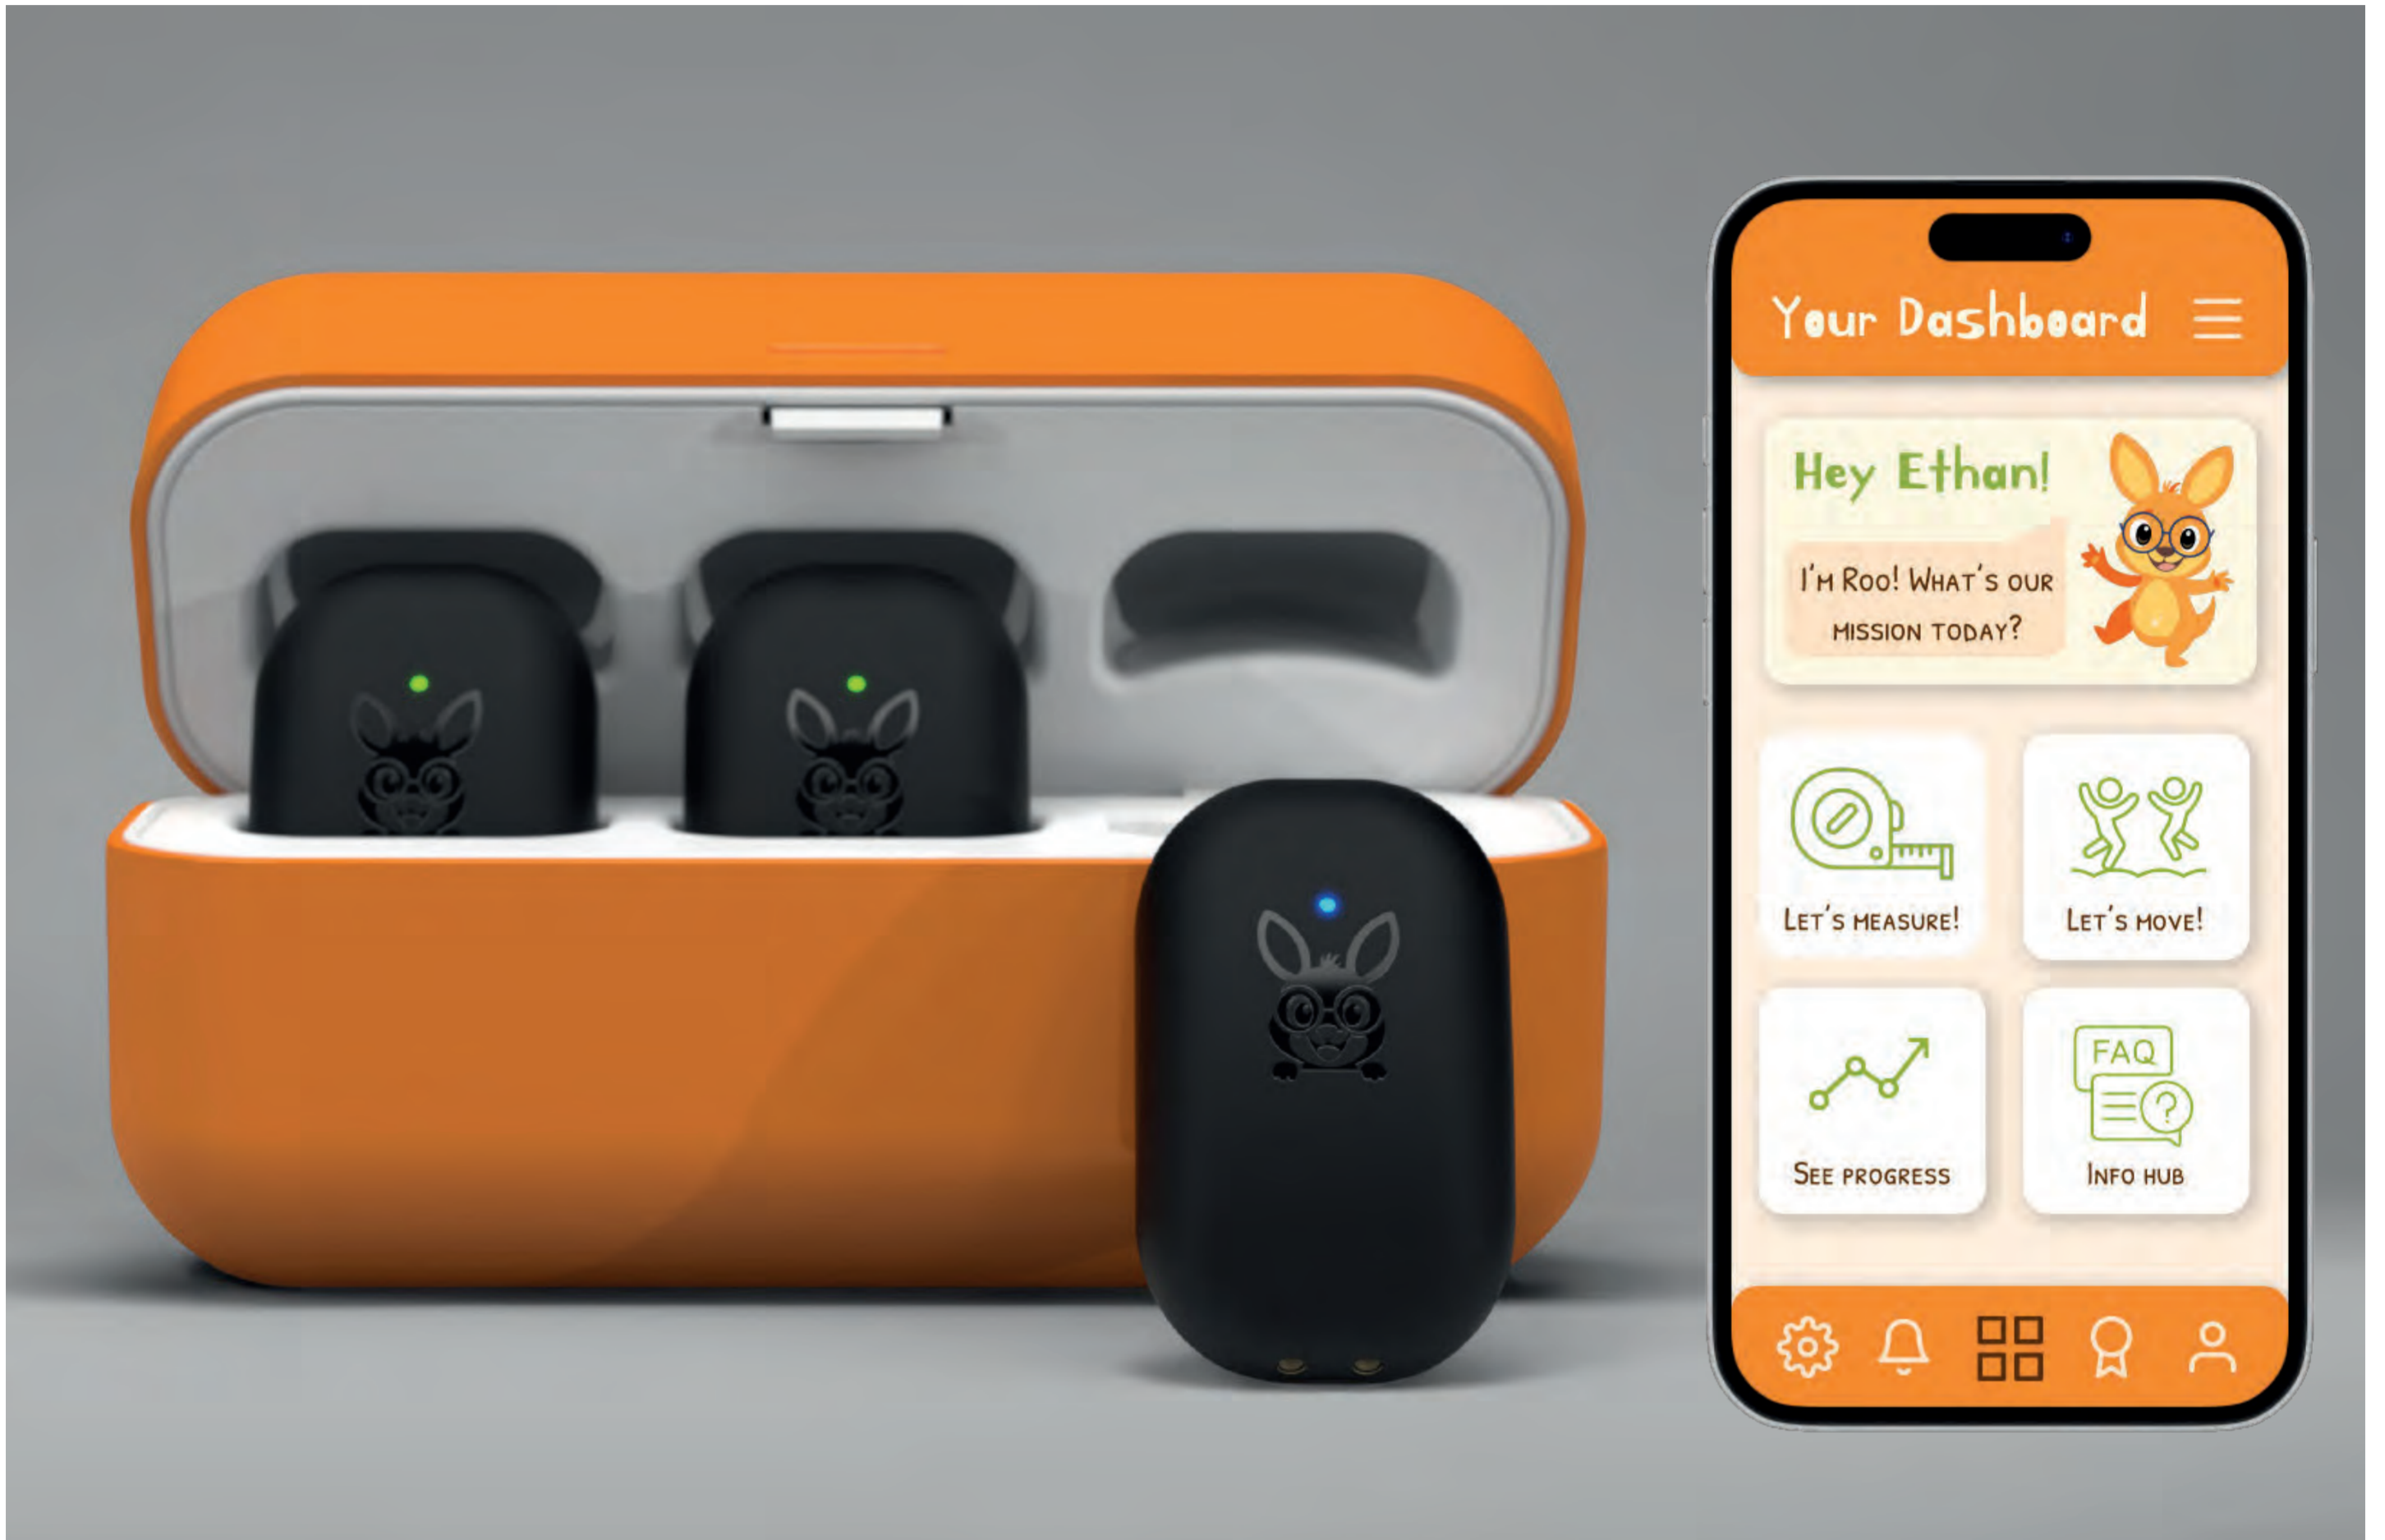 Your Dashboard
Hey Ethan!
I'm Roo! What's our
mission today?
Let's measure!
Let's move!
See progress
FAQ
?
Info hub